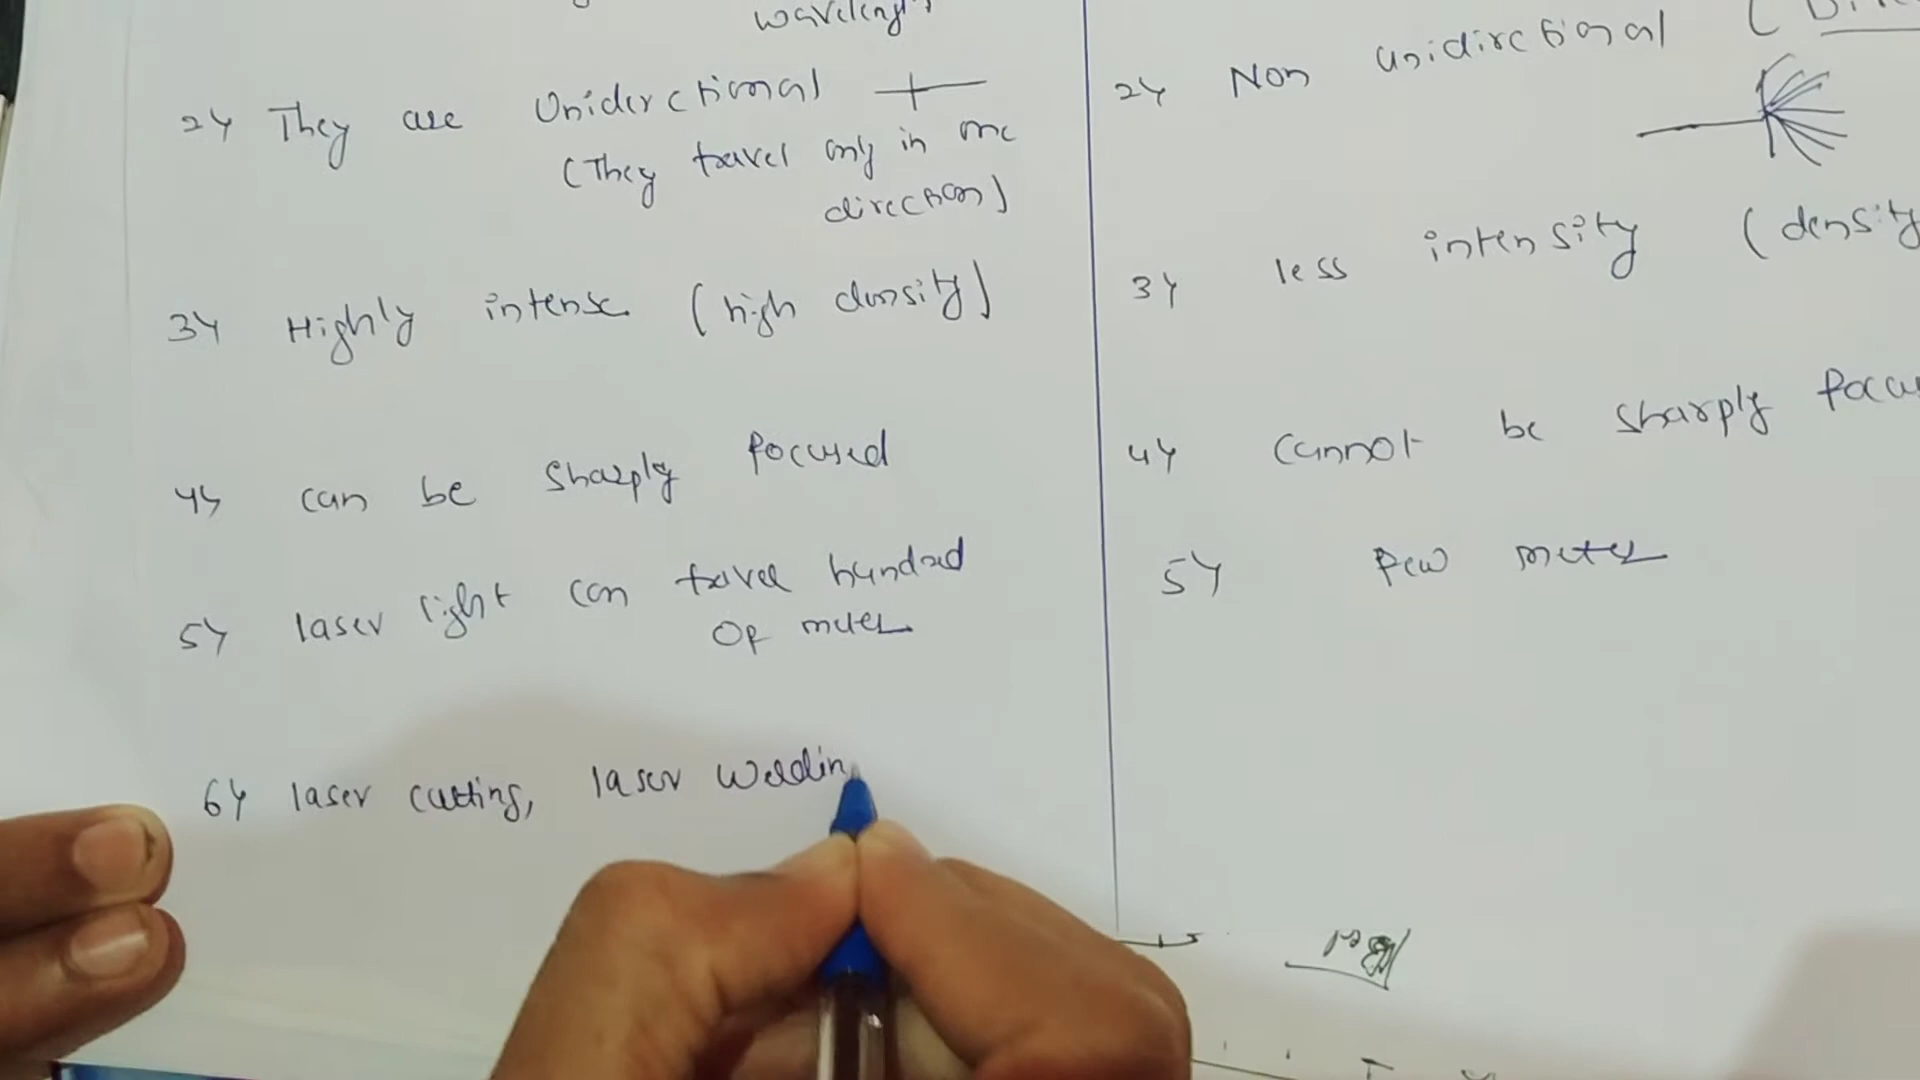 2) They are Unidirectional
(They travel only in one
direction)
3) Highly intense (high density)
4) can be sharply focused
5) laser light can travel hundred
of meter
6) laser cutting, laser weldin
2) Non unidirectional (
3) less intensity (density
4) cannot be sharply focu
5) few meter